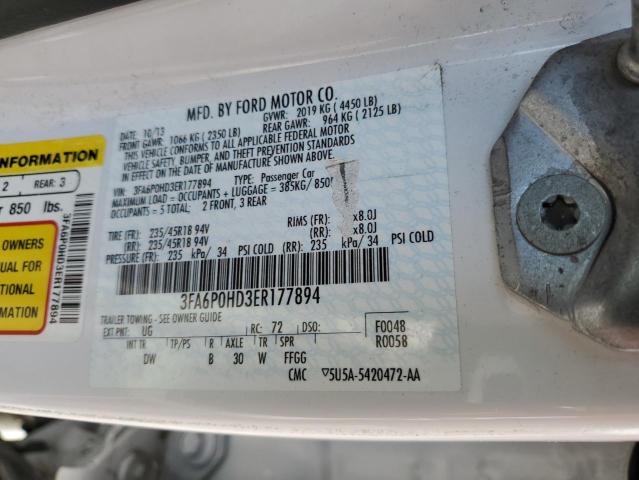 MFD. BY FORD MOTOR CO.
DATE: 10/13 GVWR: 2019 KG ( 4450 LB)
FRONT GAWR: 1066 KG ( 2350 LB) REAR GAWR: 964 KG ( 2125 LB)
THIS VEHICLE CONFORMS TO ALL APPLICABLE FEDERAL MOTOR
VEHICLE SAFETY, BUMPER, AND THEFT PREVENTION STANDARDS
IN EFFECT ON THE DATE OF MANUFACTURE SHOWN ABOVE.
VIN: 3FA6P0HD3ER177894 TYPE: Passenger Car
MAXIMUM LOAD = OCCUPANTS + LUGGAGE = 385KG/ 850
OCCUPANTS = 5 TOTAL: 2 FRONT, 3 REAR
TIRE (FR): 235/45R18 94V RIMS (FR): x8.0J
(RR): 235/45R18 94V (RR): x8.0J
PRESSURE (FR): 235 kPa/ 34 PSI COLD (RR): 235 kPa/ 34 PSI COLD
3FA6P0HD3ER177894
TRAILER TOWING - SEE OWNER GUIDE
EXT PNT: UG RC: 72 DSO: F0048
INT TR TP/PS R AXLE TR SPR R0058
DW B 30 W FFGG
CMC ▽5U5A-5420472-AA
INFORMATION
2 REAR: 3
850 lbs.
OWNERS
FOR
INFORMATION
3FA6P0HD3ER177894